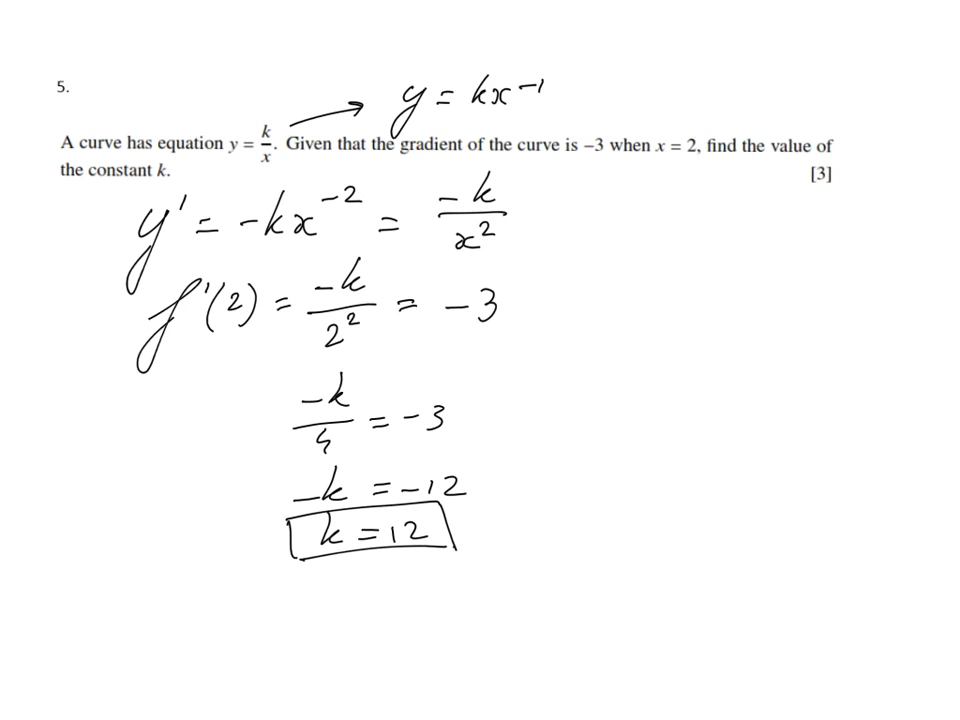 5.
y = kx⁻¹
A curve has equation y = k/x. Given that the gradient of the curve is −3 when x = 2, find the value of
the constant k. [3]
y' = -kx⁻² = -k/x²
f'(2) = -k/2² = -3
-k/4 = -3
-k = -12
k = 12